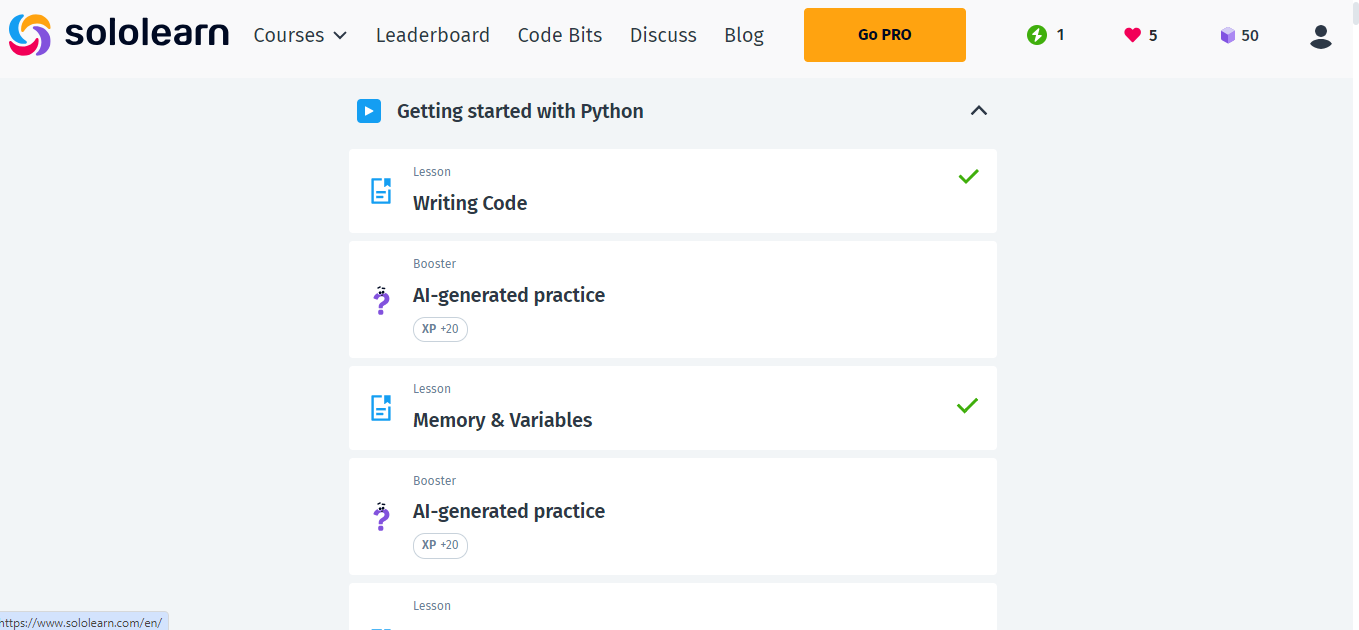 sololearn Courses Leaderboard Code Bits Discuss Blog Go PRO 1 5 50
Getting started with Python
Lesson
Writing Code
Booster
AI-generated practice
XP +20
Lesson
Memory & Variables
Booster
AI-generated practice
XP +20
Lesson
https://www.sololearn.com/en/